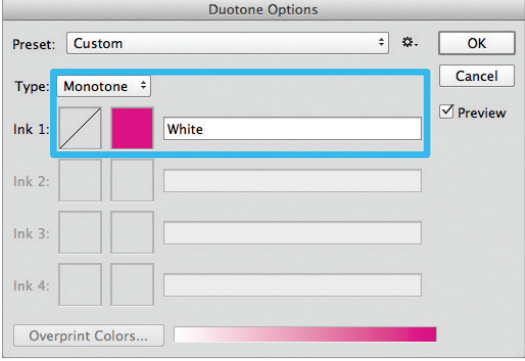 Duotone Options
Preset: Custom
OK
Type: Monotone
Cancel
Preview
Ink 1: White
Ink 2:
Ink 3:
Ink 4:
Overprint Colors...